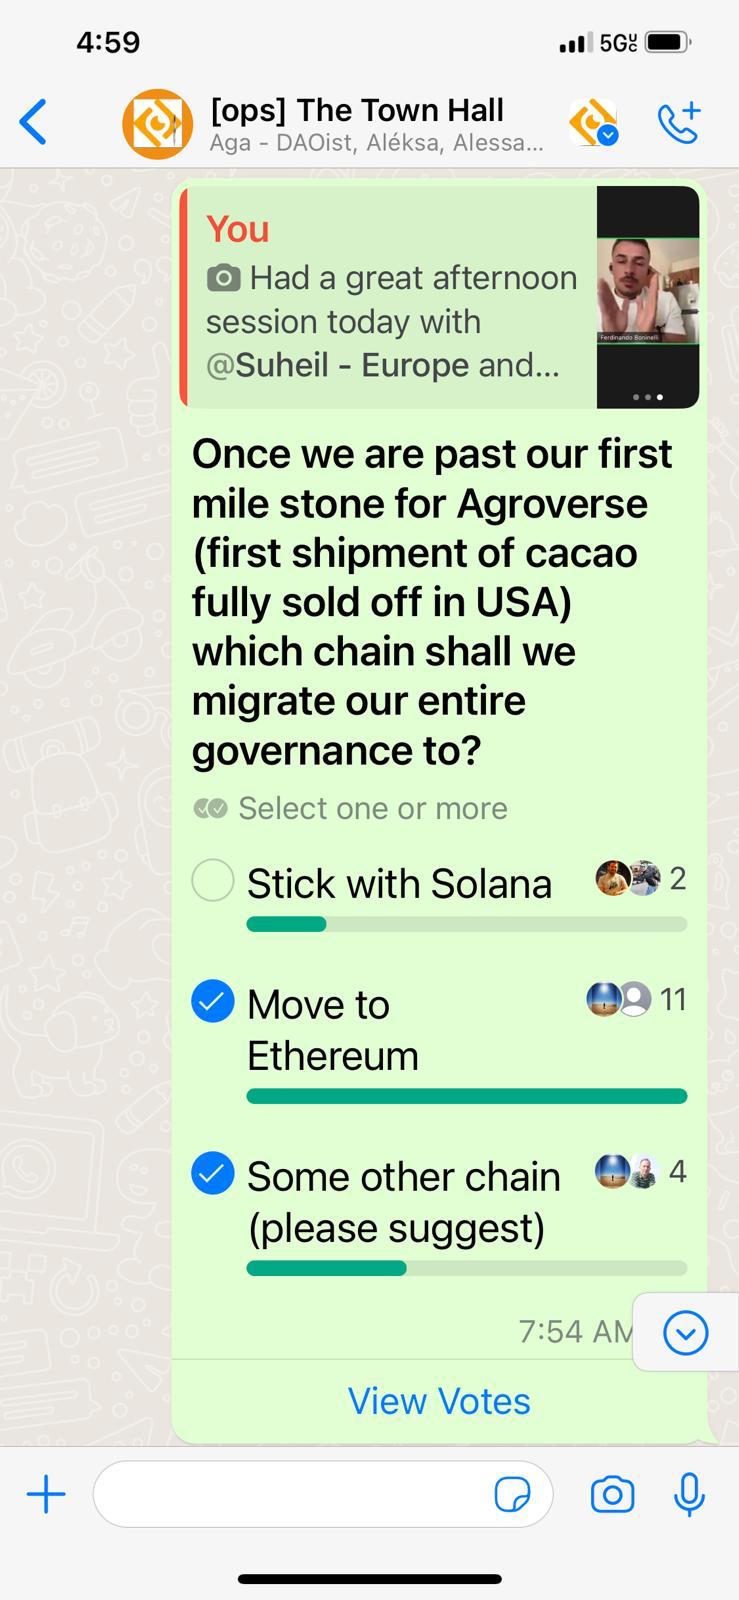 4:59
5GUC
[ops] The Town Hall
Aga - DAOist, Aléksa, Alessa...
You
Had a great afternoon
session today with
@Suheil - Europe and...
Ferdinando Boninelli
Once we are past our first
mile stone for Agroverse
(first shipment of cacao
fully sold off in USA)
which chain shall we
migrate our entire
governance to?
Select one or more
Stick with Solana
2
Move to
Ethereum
11
Some other chain
(please suggest)
4
7:54 AM
View Votes